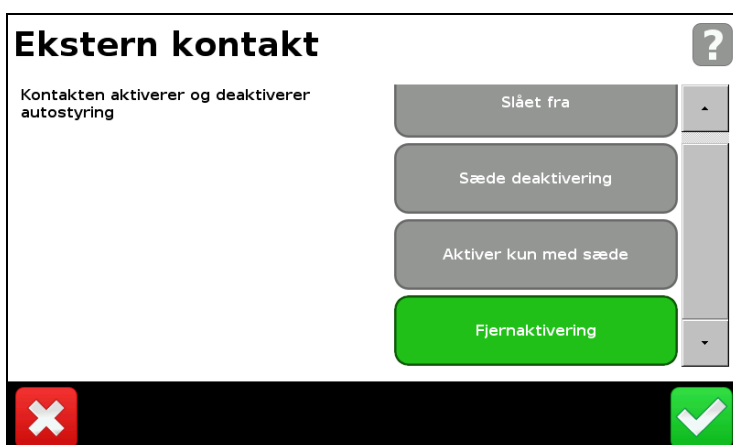 Ekstern kontakt
?
Kontakten aktiverer og deaktiverer
autostyring
Slået fra
Sæde deaktivering
Aktiver kun med sæde
Fjernaktivering